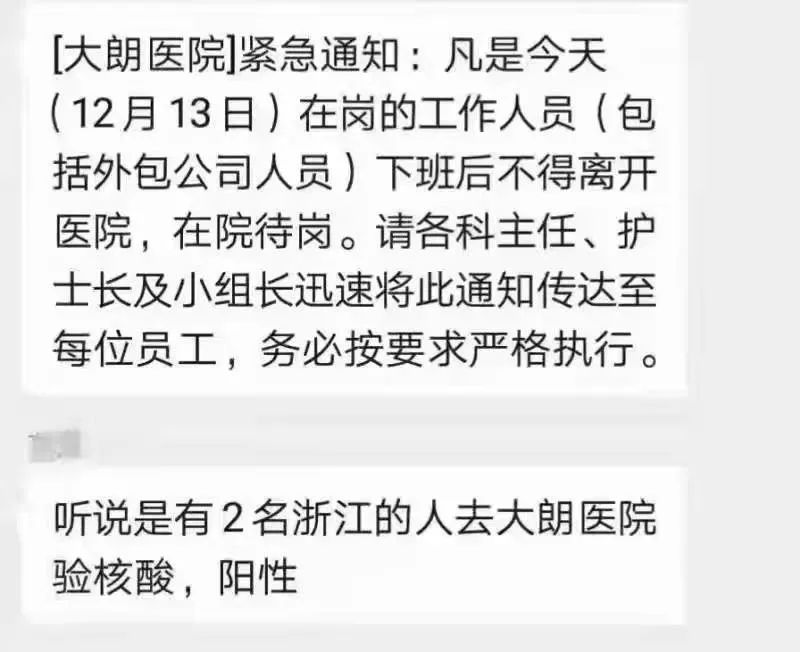 [大朗医院]紧急通知：凡是今天
（12月13日）在岗的工作人员（包
括外包公司人员）下班后不得离开
医院，在院待岗。请各科主任、护
士长及小组长迅速将此通知传达至
每位员工，务必按要求严格执行。
听说是有2名浙江的人去大朗医院
验核酸，阳性